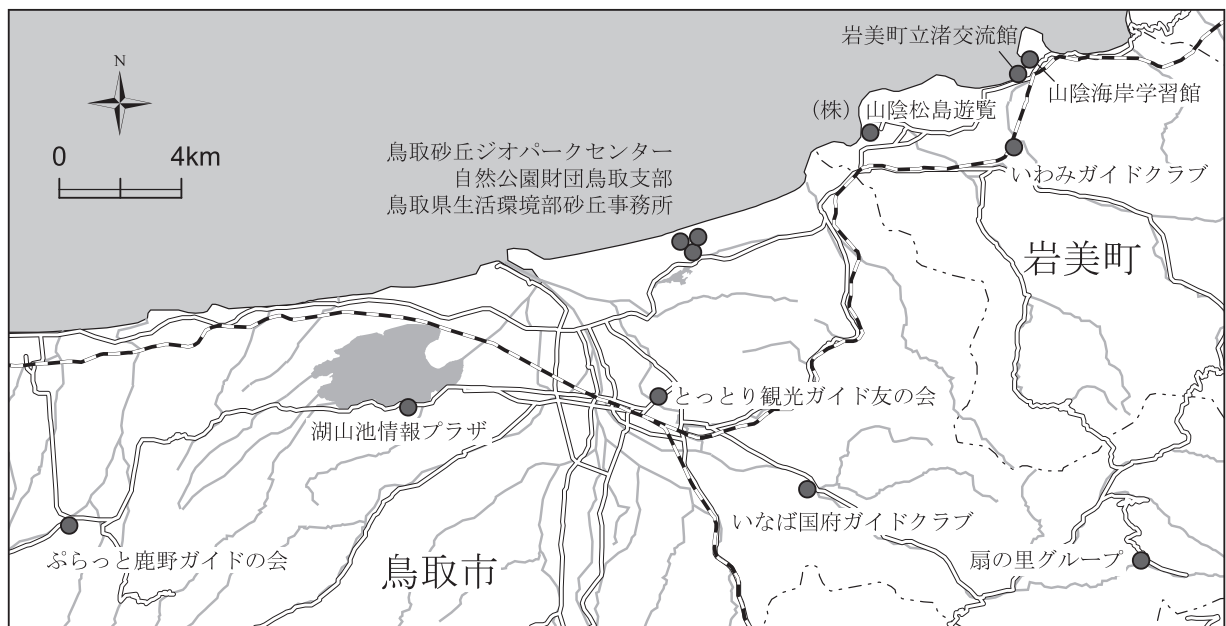 岩美町立渚交流館
N
山陰海岸学習館
(株) 山陰松島遊覧
0 4km
鳥取砂丘ジオパークセンター
自然公園財団鳥取支部
鳥取県生活環境部砂丘事務所
いわみガイドクラブ
岩美町
とっとり観光ガイド友の会
湖山池情報プラザ
いなば国府ガイドクラブ
ぷらっと鹿野ガイドの会
鳥取市
扇の里グループ